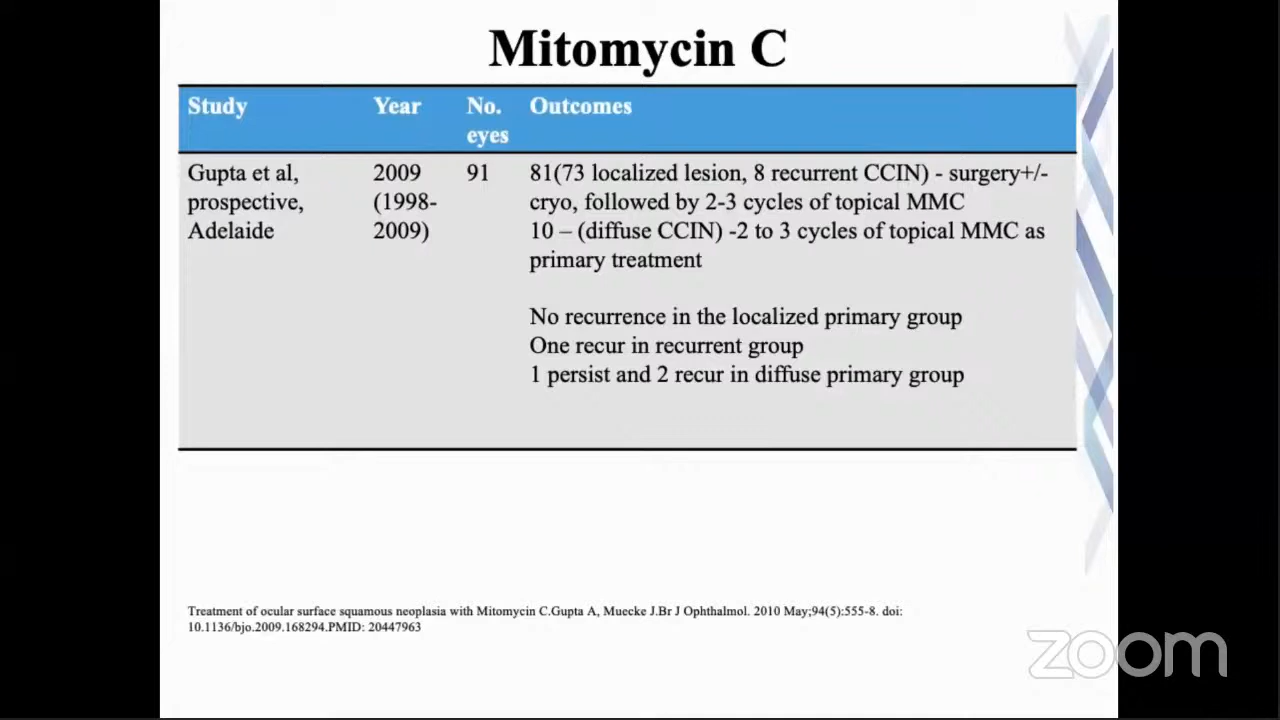 Mitomycin C
Study Year No. eyes Outcomes
Gupta et al, prospective, Adelaide
2009 (1998-2009)
91
81(73 localized lesion, 8 recurrent CCIN) - surgery+/-
cryo, followed by 2-3 cycles of topical MMC
10 – (diffuse CCIN) -2 to 3 cycles of topical MMC as
primary treatment
No recurrence in the localized primary group
One recur in recurrent group
1 persist and 2 recur in diffuse primary group
Treatment of ocular surface squamous neoplasia with Mitomycin C.Gupta A, Muecke J.Br J Ophthalmol. 2010 May;94(5):555-8. doi:
10.1136/bjo.2009.168294.PMID: 20447963
zoom